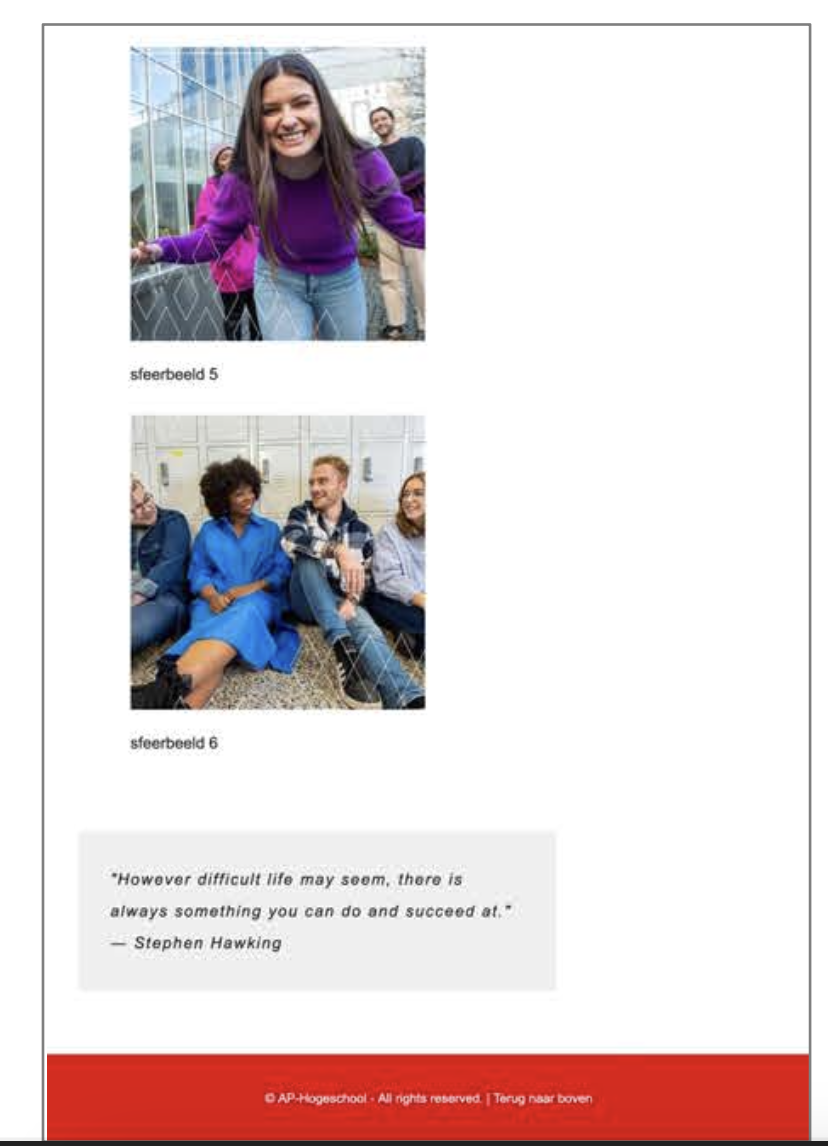 sfeerbeeld 5
sfeerbeeld 6
"However difficult life may seem, there is
always something you can do and succeed at."
— Stephen Hawking
© AP-Hogeschool - All rights reserved. | Terug naar boven